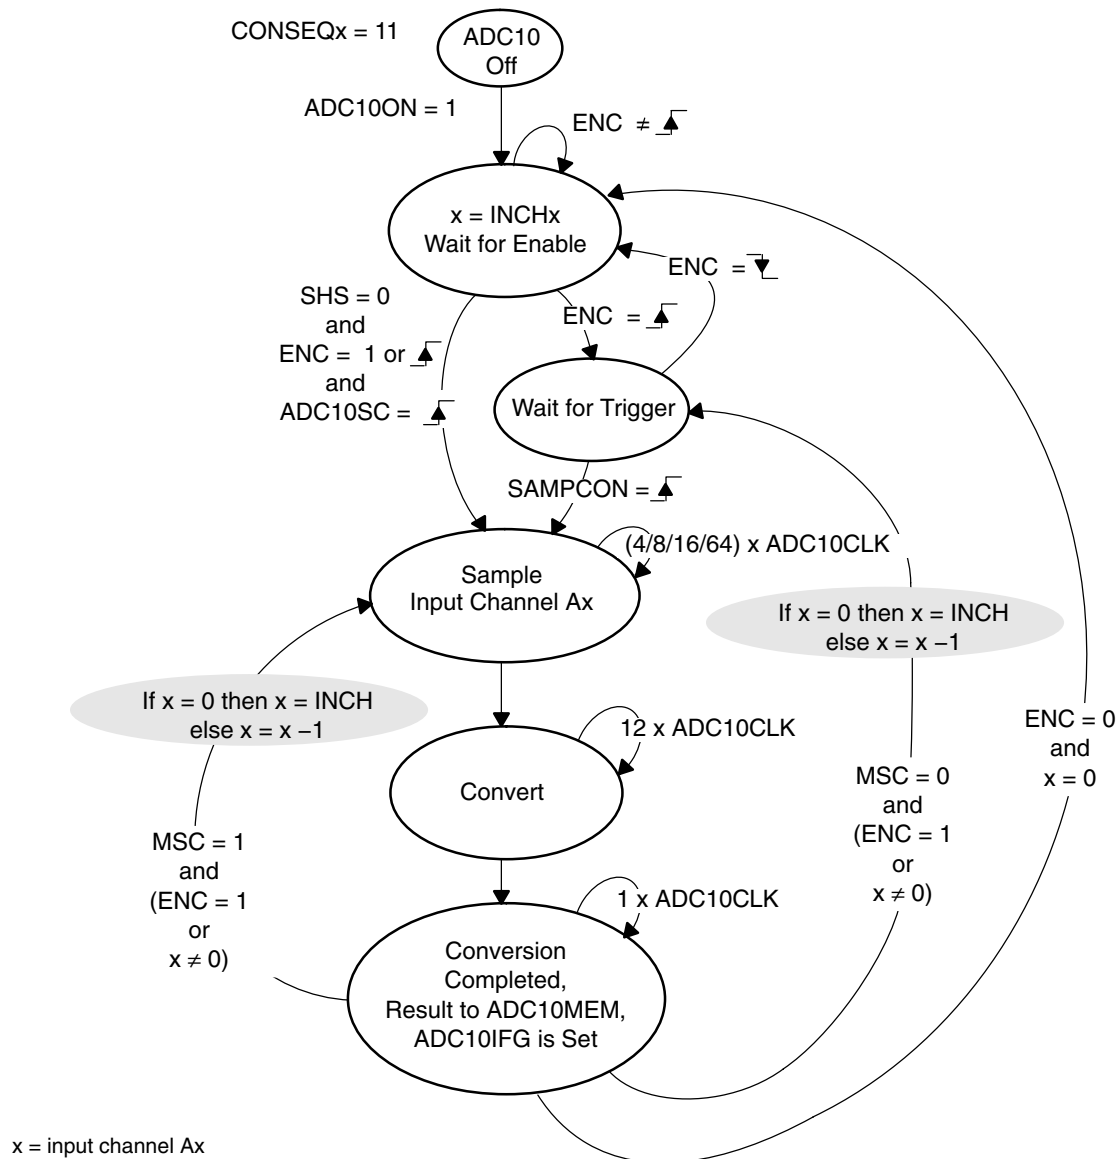 CONSEQx = 11
ADC10
Off
ADC10ON = 1
ENC ≠
x = INCHx
Wait for Enable
ENC =
SHS = 0
and
ENC = 1 or
and
ADC10SC =
ENC =
Wait for Trigger
SAMPCON =
(4/8/16/64) x ADC10CLK
Sample
Input Channel Ax
If x = 0 then x = INCH
else x = x −1
If x = 0 then x = INCH
else x = x −1
12 x ADC10CLK
Convert
ENC = 0
and
x = 0
MSC = 0
and
(ENC = 1
or
x ≠ 0)
MSC = 1
and
(ENC = 1
or
x ≠ 0)
1 x ADC10CLK
Conversion
Completed,
Result to ADC10MEM,
ADC10IFG is Set
x = input channel Ax